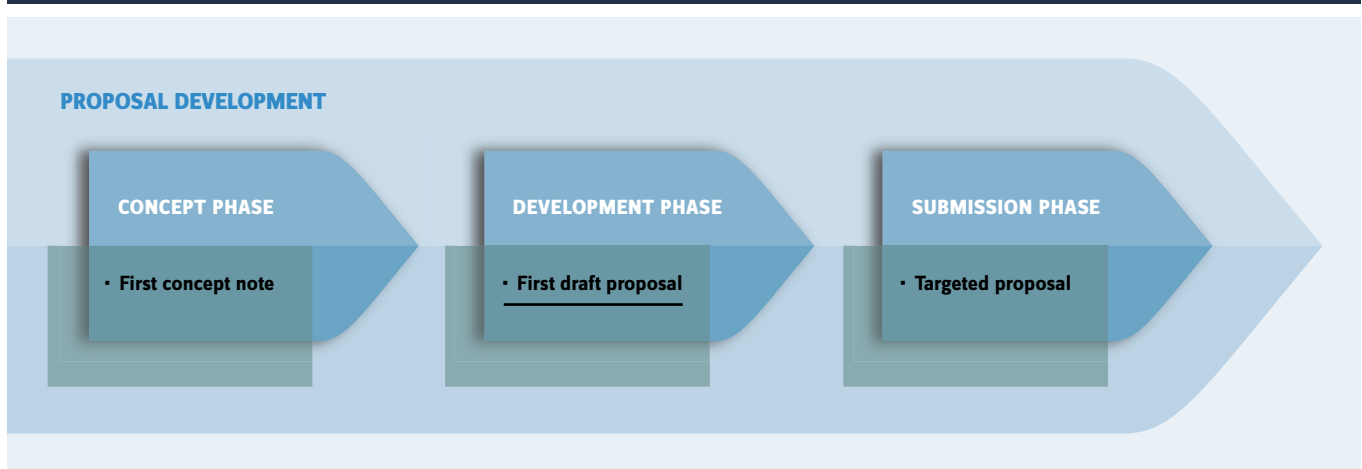 PROPOSAL DEVELOPMENT
CONCEPT PHASE
· First concept note
DEVELOPMENT PHASE
· First draft proposal
SUBMISSION PHASE
· Targeted proposal